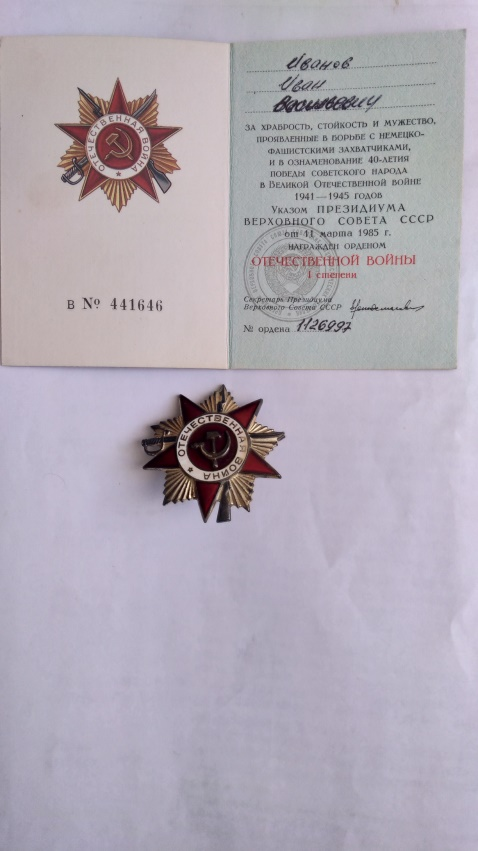 ОТЕЧЕСТВЕННАЯ ВОЙНА
В № 441646
Иванов
Иван
Васильевич
ЗА ХРАБРОСТЬ, СТОЙКОСТЬ И МУЖЕСТВО,
ПРОЯВЛЕННЫЕ В БОРЬБЕ С НЕМЕЦКО-
ФАШИСТСКИМИ ЗАХВАТЧИКАМИ,
И В ОЗНАМЕНОВАНИЕ 40-ЛЕТИЯ
ПОБЕДЫ СОВЕТСКОГО НАРОДА
В ВЕЛИКОЙ ОТЕЧЕСТВЕННОЙ ВОЙНЕ
1941—1945 ГОДОВ
Указом ПРЕЗИДИУМА
ВЕРХОВНОГО СОВЕТА СССР
от 11 марта 1985 г.
НАГРАЖДЕН ОРДЕНОМ
ОТЕЧЕСТВЕННОЙ ВОЙНЫ
I степени
Секретарь Президиума
Верховного Совета СССР
№ ордена 1126997
ОТЕЧЕСТВЕННАЯ ВОЙНА